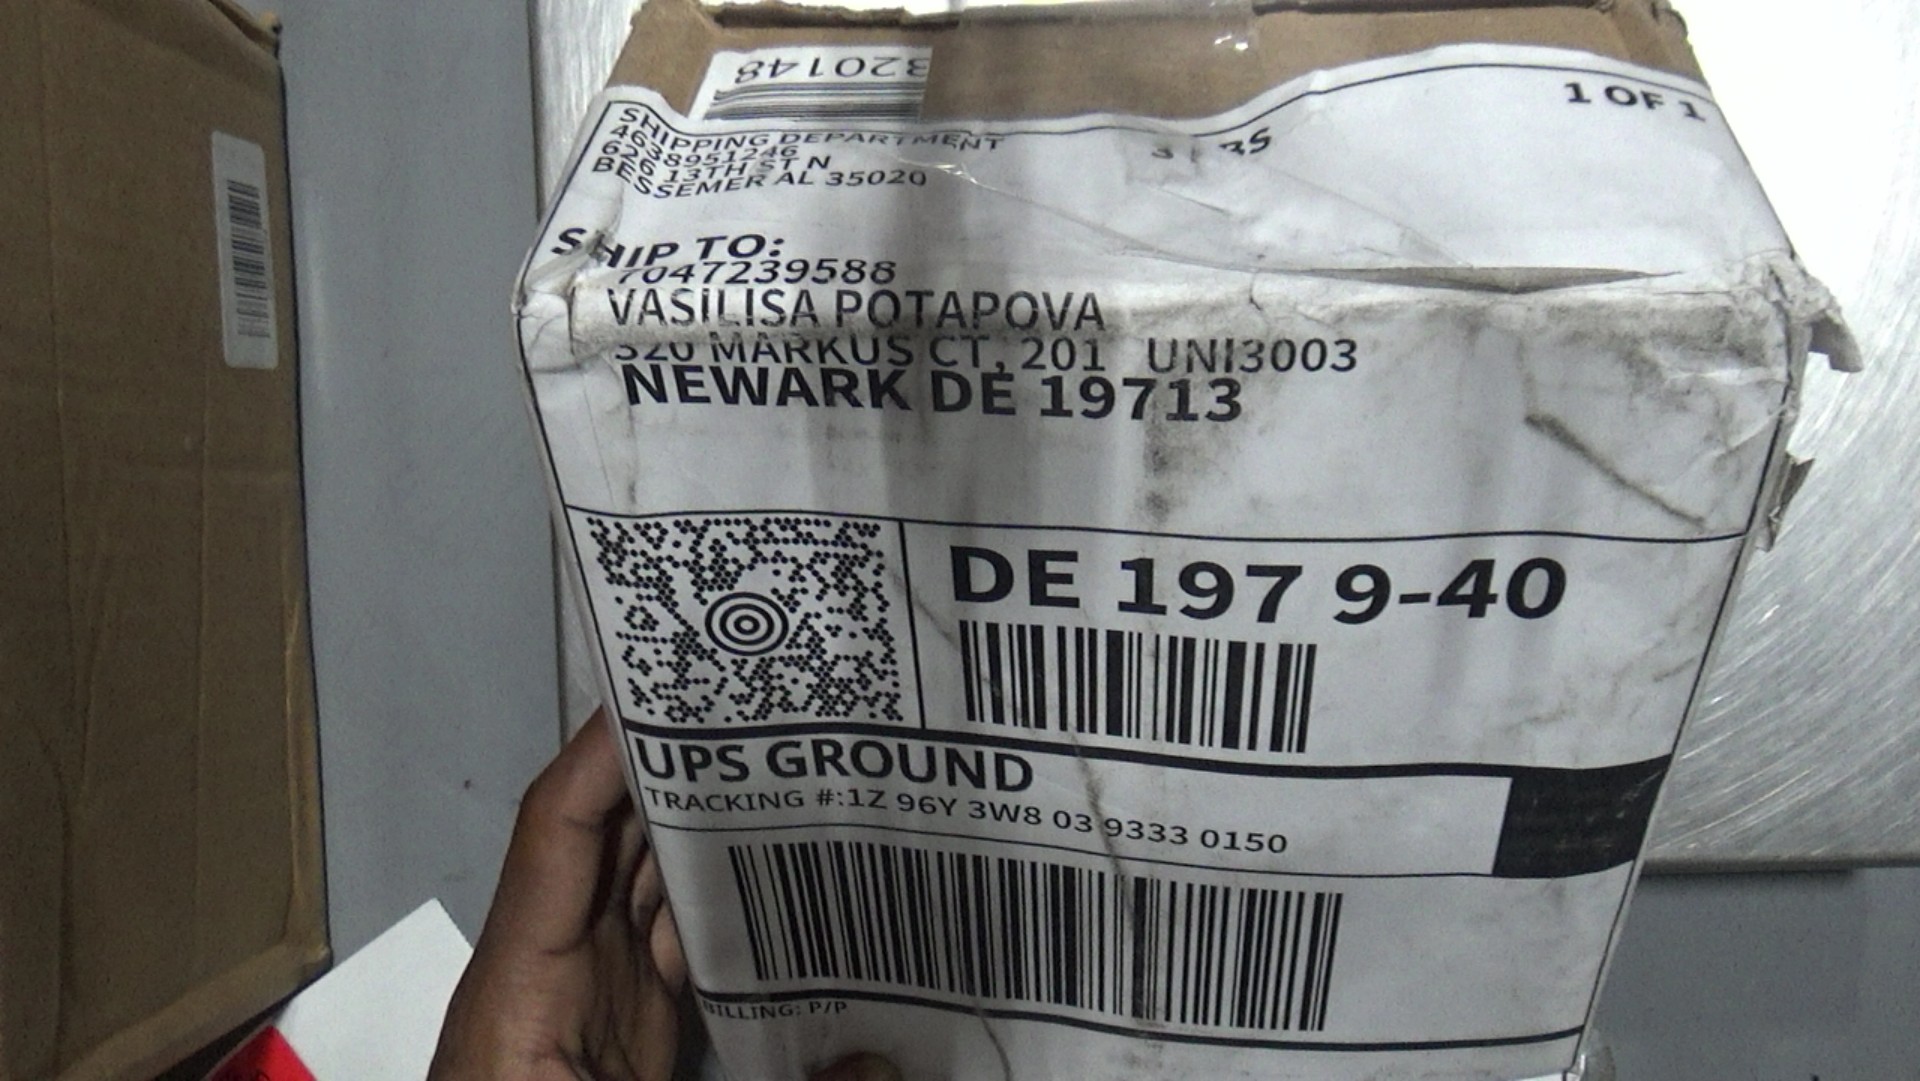 320148
1 OF 1
SHIPPING DEPARTMENT
4638951246
626 13TH ST N
BESSEMER AL 35020
SHIP TO:
7047239588
VASILISA POTAPOVA
320 MARKUS CT, 201 UNI3003
NEWARK DE 19713
DE 197 9-40
UPS GROUND
TRACKING #:1Z 96Y 3W8 03 9333 0150
BILLING: P/P